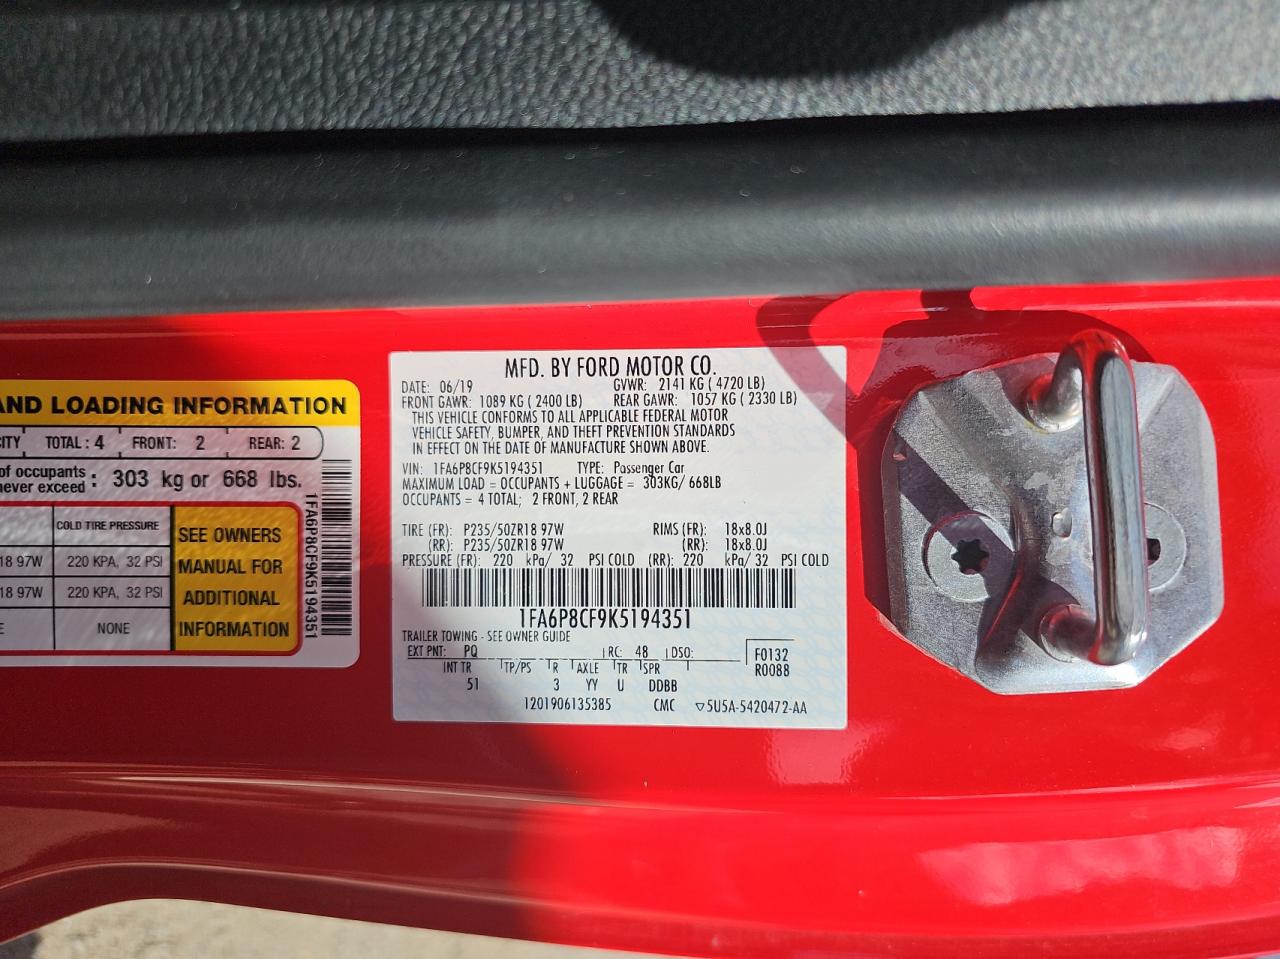 AND LOADING INFORMATION
CITY TOTAL: 4 FRONT: 2 REAR: 2
of occupants
never exceed : 303 kg or 668 lbs.
COLD TIRE PRESSURE
18 97W 220 KPA, 32 PSI
18 97W 220 KPA, 32 PSI
E NONE
SEE OWNERS
MANUAL FOR
ADDITIONAL
INFORMATION
1FA6P8CF9K5194351
MFD. BY FORD MOTOR CO.
DATE: 06/19 GVWR: 2141 KG ( 4720 LB)
FRONT GAWR: 1089 KG ( 2400 LB) REAR GAWR: 1057 KG ( 2330 LB)
THIS VEHICLE CONFORMS TO ALL APPLICABLE FEDERAL MOTOR
VEHICLE SAFETY, BUMPER, AND THEFT PREVENTION STANDARDS
IN EFFECT ON THE DATE OF MANUFACTURE SHOWN ABOVE.
VIN: 1FA6P8CF9K5194351 TYPE: Passenger Car
MAXIMUM LOAD = OCCUPANTS + LUGGAGE = 303KG/ 668LB
OCCUPANTS = 4 TOTAL; 2 FRONT, 2 REAR
TIRE (FR): P235/50ZR18 97W RIMS (FR): 18x8.0J
(RR): P235/50ZR18 97W (RR): 18x8.0J
PRESSURE (FR): 220 kPa/ 32 PSI COLD (RR): 220 kPa/ 32 PSI COLD
1FA6P8CF9K5194351
TRAILER TOWING - SEE OWNER GUIDE
EXT PNT: PQ RC: 48 DSO: F0132
INT TR TP/PS R AXLE TR SPR R0088
51 3 YY U DDBB
1201906135385 CMC ▽5U5A-5420472-AA